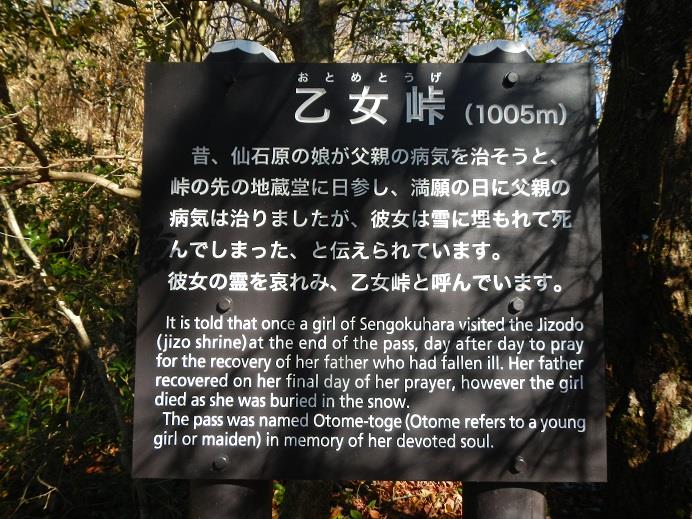 おとめとうげ
乙女峠（1005m）
昔、仙石原の娘が父親の病気を治そうと、
峠の先の地蔵堂に日参し、満願の日に父親の
病気は治りましたが、彼女は雪に埋もれて死
んでしまった、と伝えられています。
彼女の霊を哀れみ、乙女峠と呼んでいます。
It is told that once a girl of Sengokuhara visited the Jizodo
(jizo shrine) at the end of the pass, day after day to pray
for the recovery of her father who had fallen ill. Her father
recovered on her final day of her prayer, however the girl
died as she was buried in the snow.
The pass was named Otome-toge (Otome refers to a young
girl or maiden) in memory of her devoted soul.